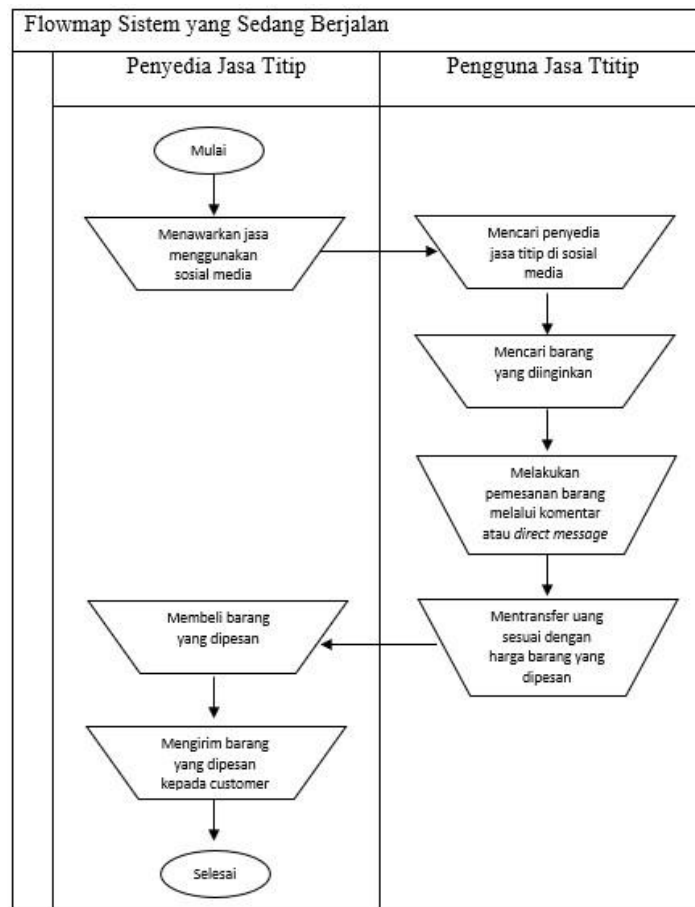 Flowmap Sistem yang Sedang Berjalan
Penyedia Jasa Titip
Pengguna Jasa Ttitip
Mulai
Menawarkan jasa
menggunakan
sosial media
Mencari penyedia
jasa titip di sosial
media
Mencari barang
yang diinginkan
Melakukan
pemesanan barang
melalui komentar
atau direct message
Mentransfer uang
sesuai dengan
harga barang yang
dipesan
Membeli barang
yang dipesan
Mengirim barang
yang dipesan
kepada customer
Selesai